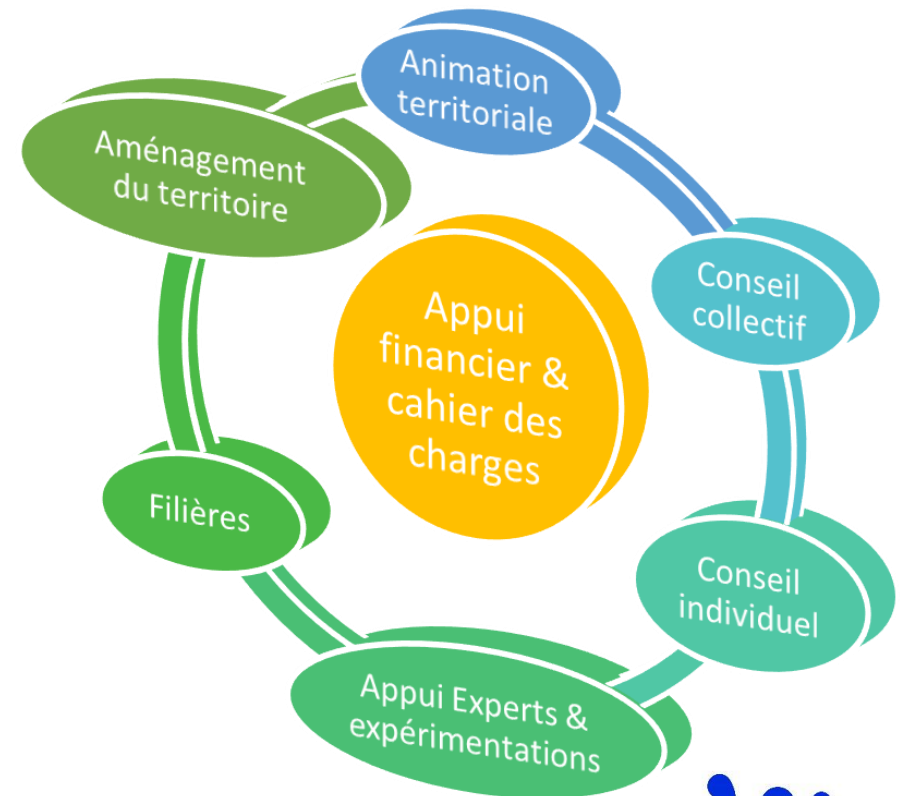 Animation
territoriale
Aménagement
du territoire
Conseil
collectif
Appui
financier &
cahier des
charges
Filières
Conseil
individuel
Appui Experts &
expérimentations